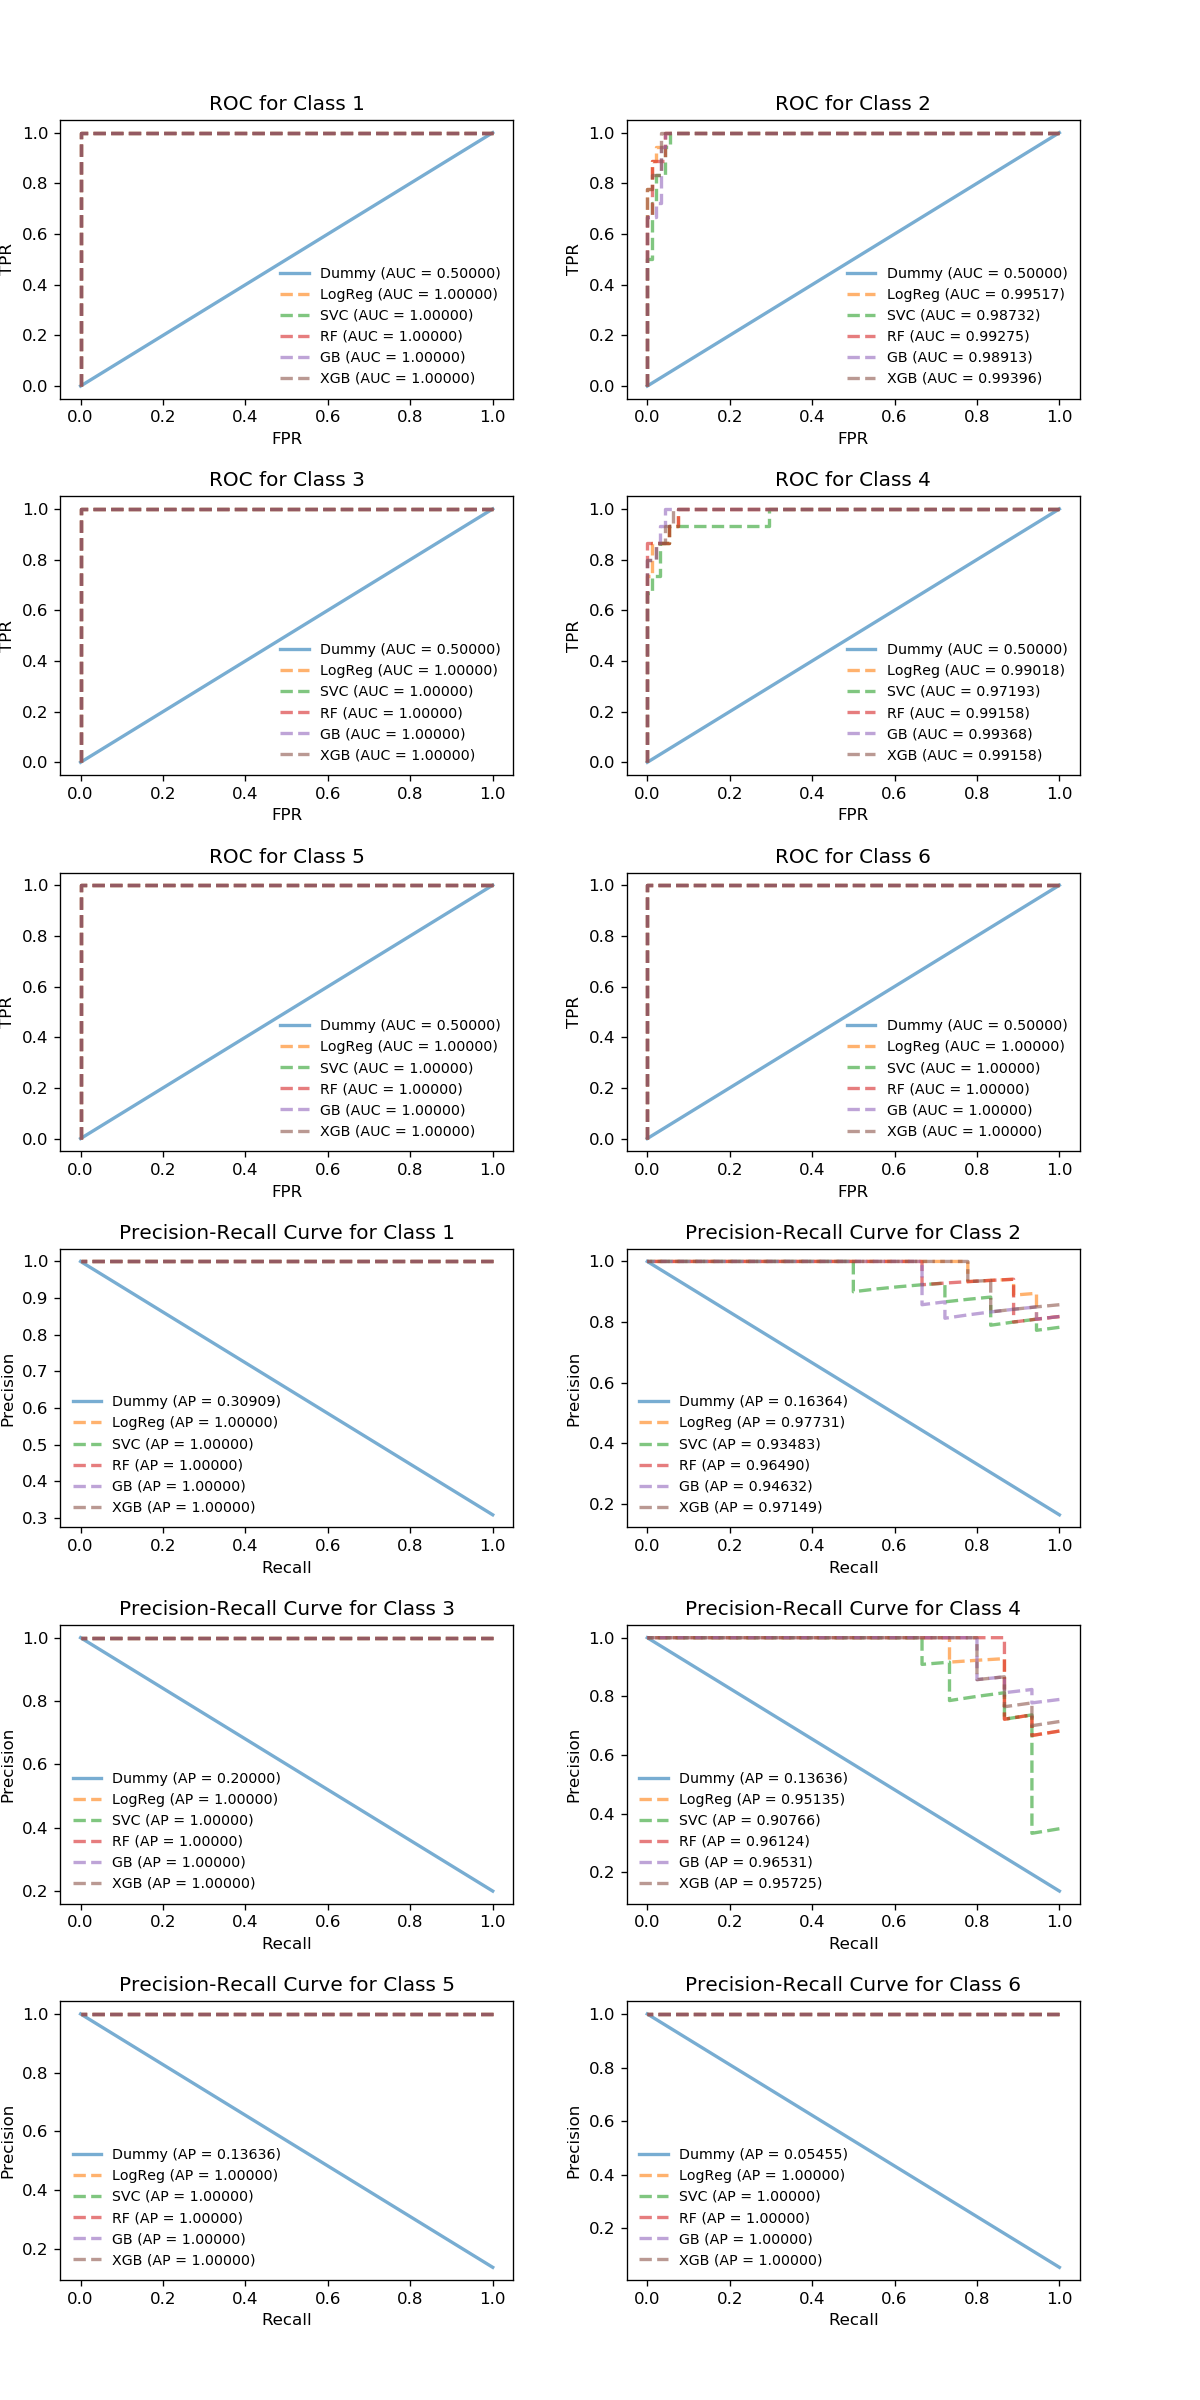 ROC for Class 1
1.0
0.8
0.6
0.4
0.2
0.0
TPR
Dummy (AUC = 0.50000)
LogReg (AUC = 1.00000)
SVC (AUC = 1.00000)
RF (AUC = 1.00000)
GB (AUC = 1.00000)
XGB (AUC = 1.00000)
0.0 0.2 0.4 0.6 0.8 1.0
FPR
ROC for Class 2
1.0
0.8
0.6
0.4
0.2
0.0
TPR
Dummy (AUC = 0.50000)
LogReg (AUC = 0.99517)
SVC (AUC = 0.98732)
RF (AUC = 0.99275)
GB (AUC = 0.98913)
XGB (AUC = 0.99396)
0.0 0.2 0.4 0.6 0.8 1.0
FPR
ROC for Class 3
1.0
0.8
0.6
0.4
0.2
0.0
TPR
Dummy (AUC = 0.50000)
LogReg (AUC = 1.00000)
SVC (AUC = 1.00000)
RF (AUC = 1.00000)
GB (AUC = 1.00000)
XGB (AUC = 1.00000)
0.0 0.2 0.4 0.6 0.8 1.0
FPR
ROC for Class 4
1.0
0.8
0.6
0.4
0.2
0.0
TPR
Dummy (AUC = 0.50000)
LogReg (AUC = 0.99018)
SVC (AUC = 0.97193)
RF (AUC = 0.99158)
GB (AUC = 0.99368)
XGB (AUC = 0.99158)
0.0 0.2 0.4 0.6 0.8 1.0
FPR
ROC for Class 5
1.0
0.8
0.6
0.4
0.2
0.0
TPR
Dummy (AUC = 0.50000)
LogReg (AUC = 1.00000)
SVC (AUC = 1.00000)
RF (AUC = 1.00000)
GB (AUC = 1.00000)
XGB (AUC = 1.00000)
0.0 0.2 0.4 0.6 0.8 1.0
FPR
ROC for Class 6
1.0
0.8
0.6
0.4
0.2
0.0
TPR
Dummy (AUC = 0.50000)
LogReg (AUC = 1.00000)
SVC (AUC = 1.00000)
RF (AUC = 1.00000)
GB (AUC = 1.00000)
XGB (AUC = 1.00000)
0.0 0.2 0.4 0.6 0.8 1.0
FPR
Precision-Recall Curve for Class 1
1.0
0.9
0.8
0.7
0.6
0.5
0.4
0.3
Precision
Dummy (AP = 0.30909)
LogReg (AP = 1.00000)
SVC (AP = 1.00000)
RF (AP = 1.00000)
GB (AP = 1.00000)
XGB (AP = 1.00000)
0.0 0.2 0.4 0.6 0.8 1.0
Recall
Precision-Recall Curve for Class 2
1.0
0.8
0.6
0.4
0.2
Precision
Dummy (AP = 0.16364)
LogReg (AP = 0.97731)
SVC (AP = 0.93483)
RF (AP = 0.96490)
GB (AP = 0.94632)
XGB (AP = 0.97149)
0.0 0.2 0.4 0.6 0.8 1.0
Recall
Precision-Recall Curve for Class 3
1.0
0.8
0.6
0.4
0.2
Precision
Dummy (AP = 0.20000)
LogReg (AP = 1.00000)
SVC (AP = 1.00000)
RF (AP = 1.00000)
GB (AP = 1.00000)
XGB (AP = 1.00000)
0.0 0.2 0.4 0.6 0.8 1.0
Recall
Precision-Recall Curve for Class 4
1.0
0.8
0.6
0.4
0.2
Precision
Dummy (AP = 0.13636)
LogReg (AP = 0.95135)
SVC (AP = 0.90766)
RF (AP = 0.96124)
GB (AP = 0.96531)
XGB (AP = 0.95725)
0.0 0.2 0.4 0.6 0.8 1.0
Recall
Precision-Recall Curve for Class 5
1.0
0.8
0.6
0.4
0.2
Precision
Dummy (AP = 0.13636)
LogReg (AP = 1.00000)
SVC (AP = 1.00000)
RF (AP = 1.00000)
GB (AP = 1.00000)
XGB (AP = 1.00000)
0.0 0.2 0.4 0.6 0.8 1.0
Recall
Precision-Recall Curve for Class 6
1.0
0.8
0.6
0.4
0.2
Precision
Dummy (AP = 0.05455)
LogReg (AP = 1.00000)
SVC (AP = 1.00000)
RF (AP = 1.00000)
GB (AP = 1.00000)
XGB (AP = 1.00000)
0.0 0.2 0.4 0.6 0.8 1.0
Recall